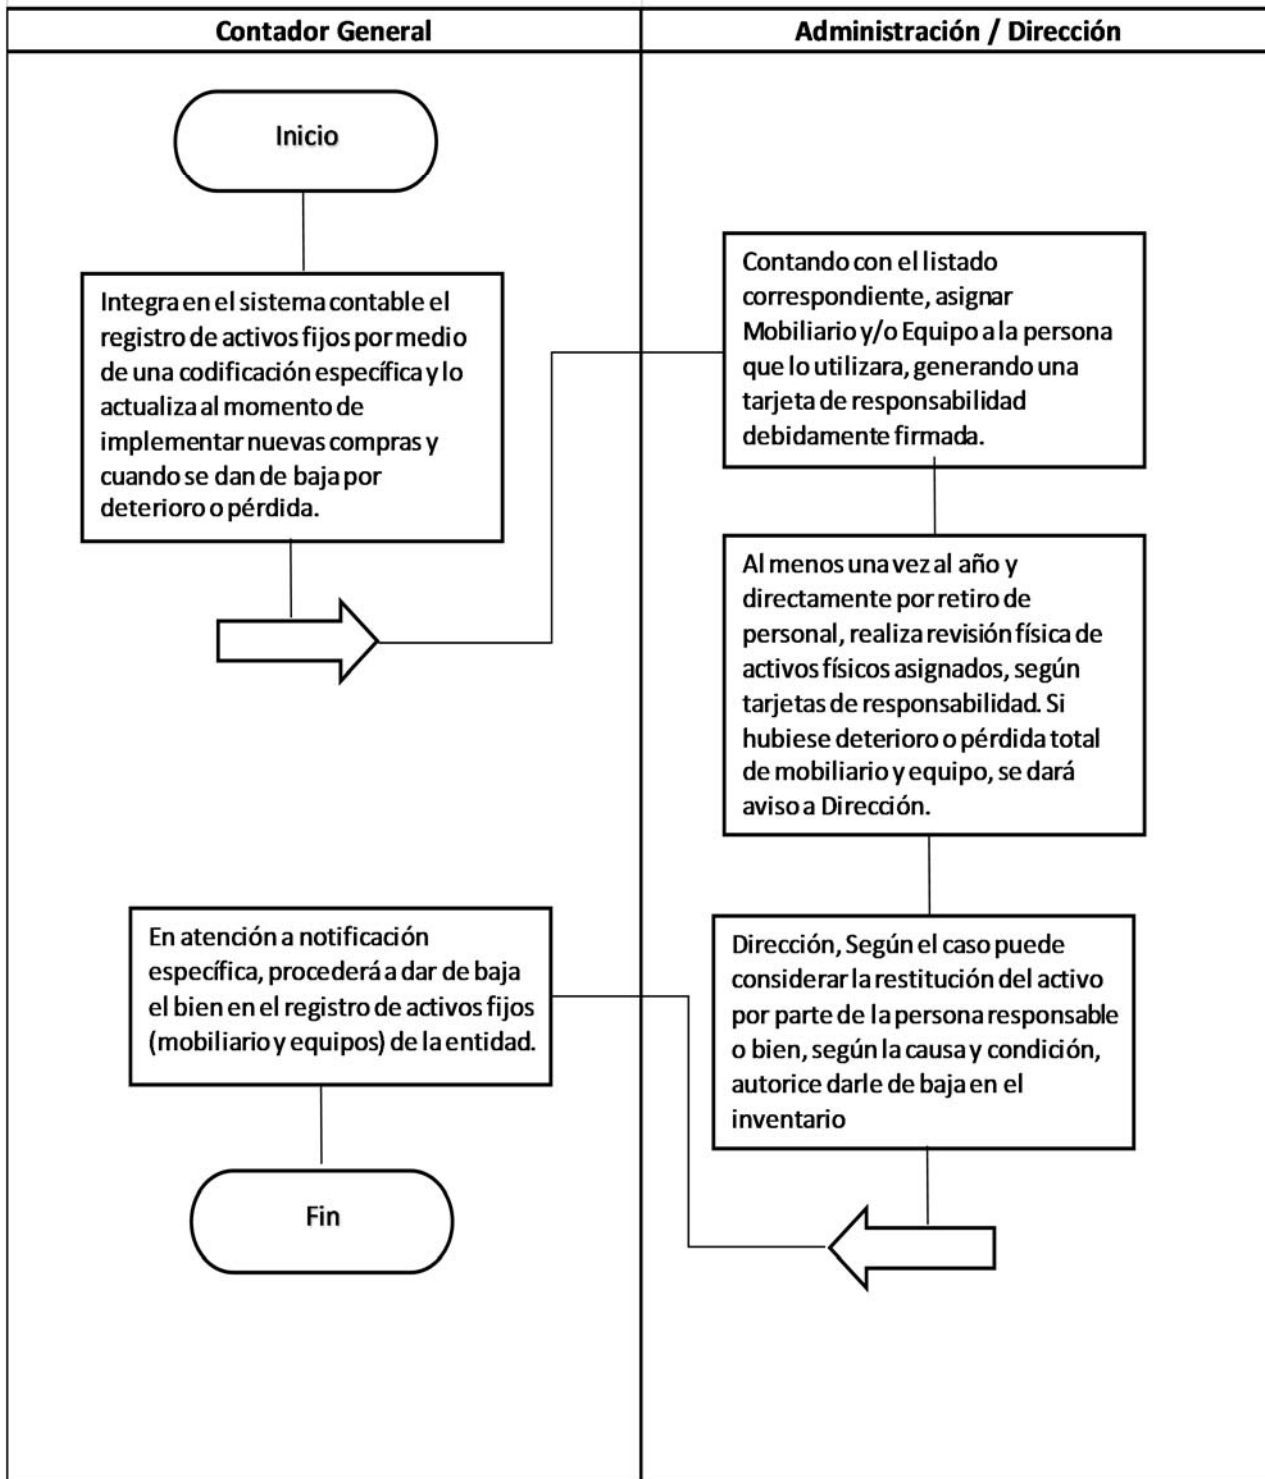 Contador General
Administración / Dirección
Inicio
Integra en el sistema contable el
registro de activos fijos por medio
de una codificación específica y lo
actualiza al momento de
implementar nuevas compras y
cuando se dan de baja por
deterioro o pérdida.
Contando con el listado
correspondiente, asignar
Mobiliario y/o Equipo a la persona
que lo utilizara, generando una
tarjeta de responsabilidad
debidamente firmada.
Al menos una vez al año y
directamente por retiro de
personal, realiza revisión física de
activos físicos asignados, según
tarjetas de responsabilidad. Si
hubiese deterioro o pérdida total
de mobiliario y equipo, se dará
aviso a Dirección.
Dirección, Según el caso puede
considerar la restitución del activo
por parte de la persona responsable
o bien, según la causa y condición,
autorice darle de baja en el
inventario
En atención a notificación
específica, procederá a dar de baja
el bien en el registro de activos fijos
(mobiliario y equipos) de la entidad.
Fin